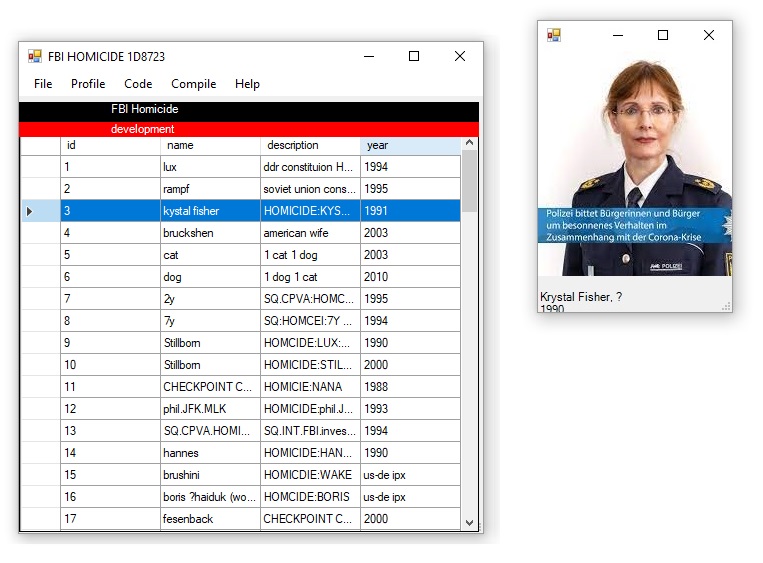 FBI HOMICIDE 1D8723
File Profile Code Compile Help
FBI Homicide
development
id name description year
1 lux ddr constituion H... 1994
2 rampf soviet union cons... 1995
3 kystal fisher HOMICIDE:KYS... 1991
4 bruckshen american wife 2003
5 cat 1 cat 1 dog 2003
6 dog 1 dog 1 cat 2010
7 2y SQ.CPVA:HOMC... 1995
8 7y SQ:HOMCEI:7Y ... 1994
9 Stillborn HOMCIDE:LUX:... 1990
10 Stillborn HOMCIDE:STIL... 2000
11 CHECKPOINT C... HOMICIE:NANA 1988
12 phil.JFK.MLK HOMICIDE:phil.J... 1993
13 SQ.CPVA.HOMI... SQ.INT.FBI.inves... 1994
14 hannes HOMICIDE:HAN... 1990
15 brushini HOMICDIE:WAKE us-de ipx
16 boris ?haiduk (wo... HOMCIDE:BORIS us-de ipx
17 fesenback CHECKPOINT C... 2000
Polizei bittet Bürgerinnen und Bürger
um besonnenes Verhalten im
Zusammenhang mit der Corona-Krise
POLIZEI
Krystal Fisher, ?
1990